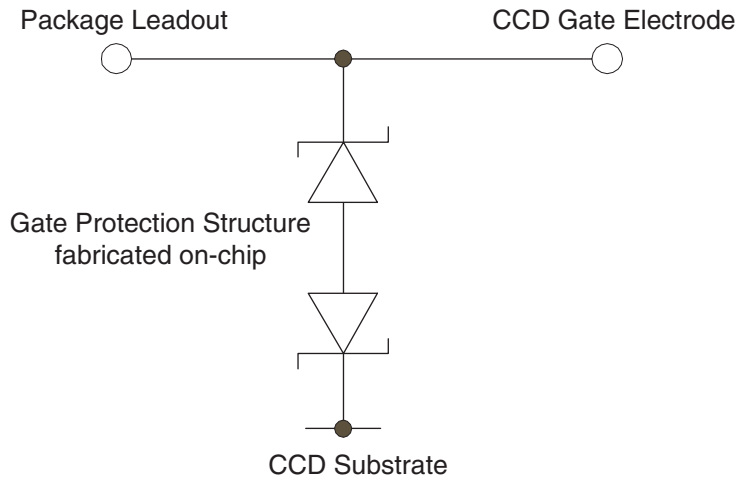 Package Leadout
CCD Gate Electrode
Gate Protection Structure
fabricated on-chip
CCD Substrate